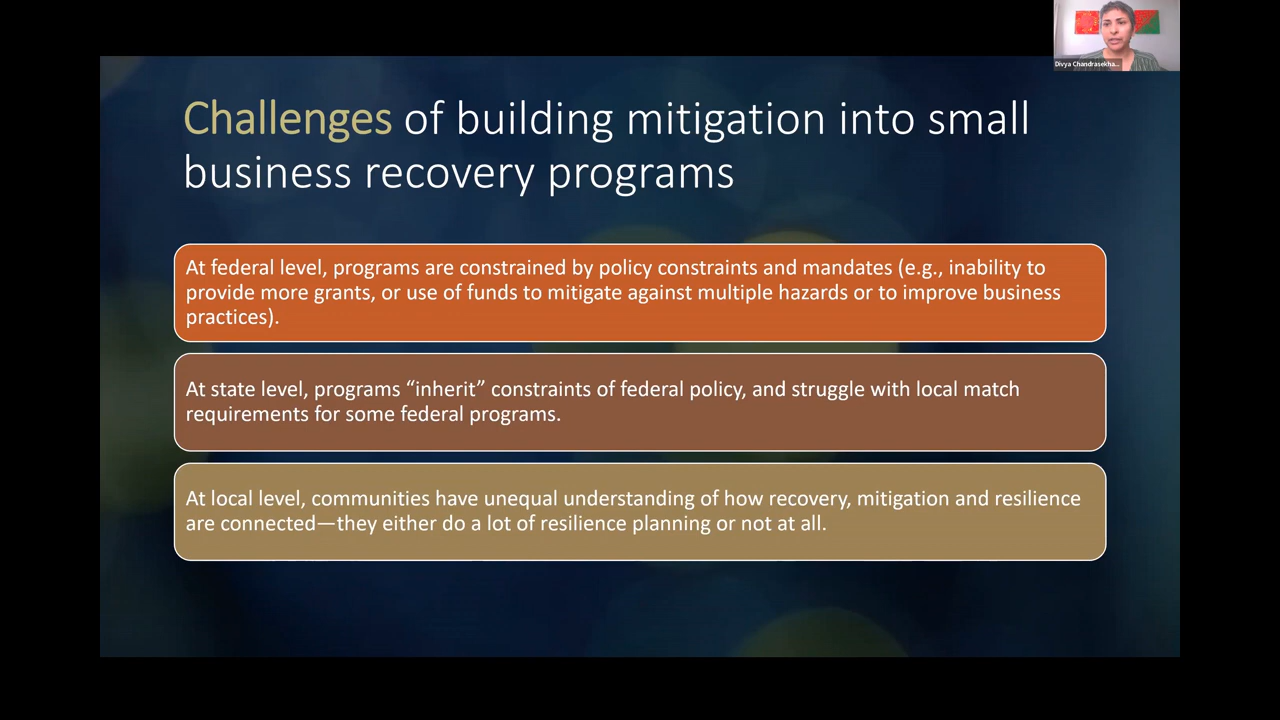 Divya Chandrasekha...
Challenges of building mitigation into small
business recovery programs
At federal level, programs are constrained by policy constraints and mandates (e.g., inability to
provide more grants, or use of funds to mitigate against multiple hazards or to improve business
practices).
At state level, programs “inherit” constraints of federal policy, and struggle with local match
requirements for some federal programs.
At local level, communities have unequal understanding of how recovery, mitigation and resilience
are connected—they either do a lot of resilience planning or not at all.